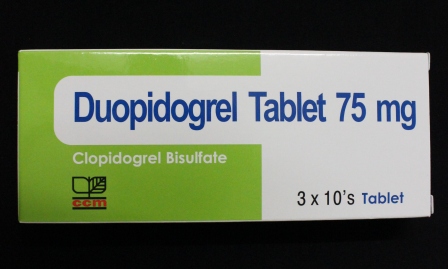 Duopidogrel Tablet 75 mg
Clopidogrel Bisulfate
ccm
3 x 10's Tablet